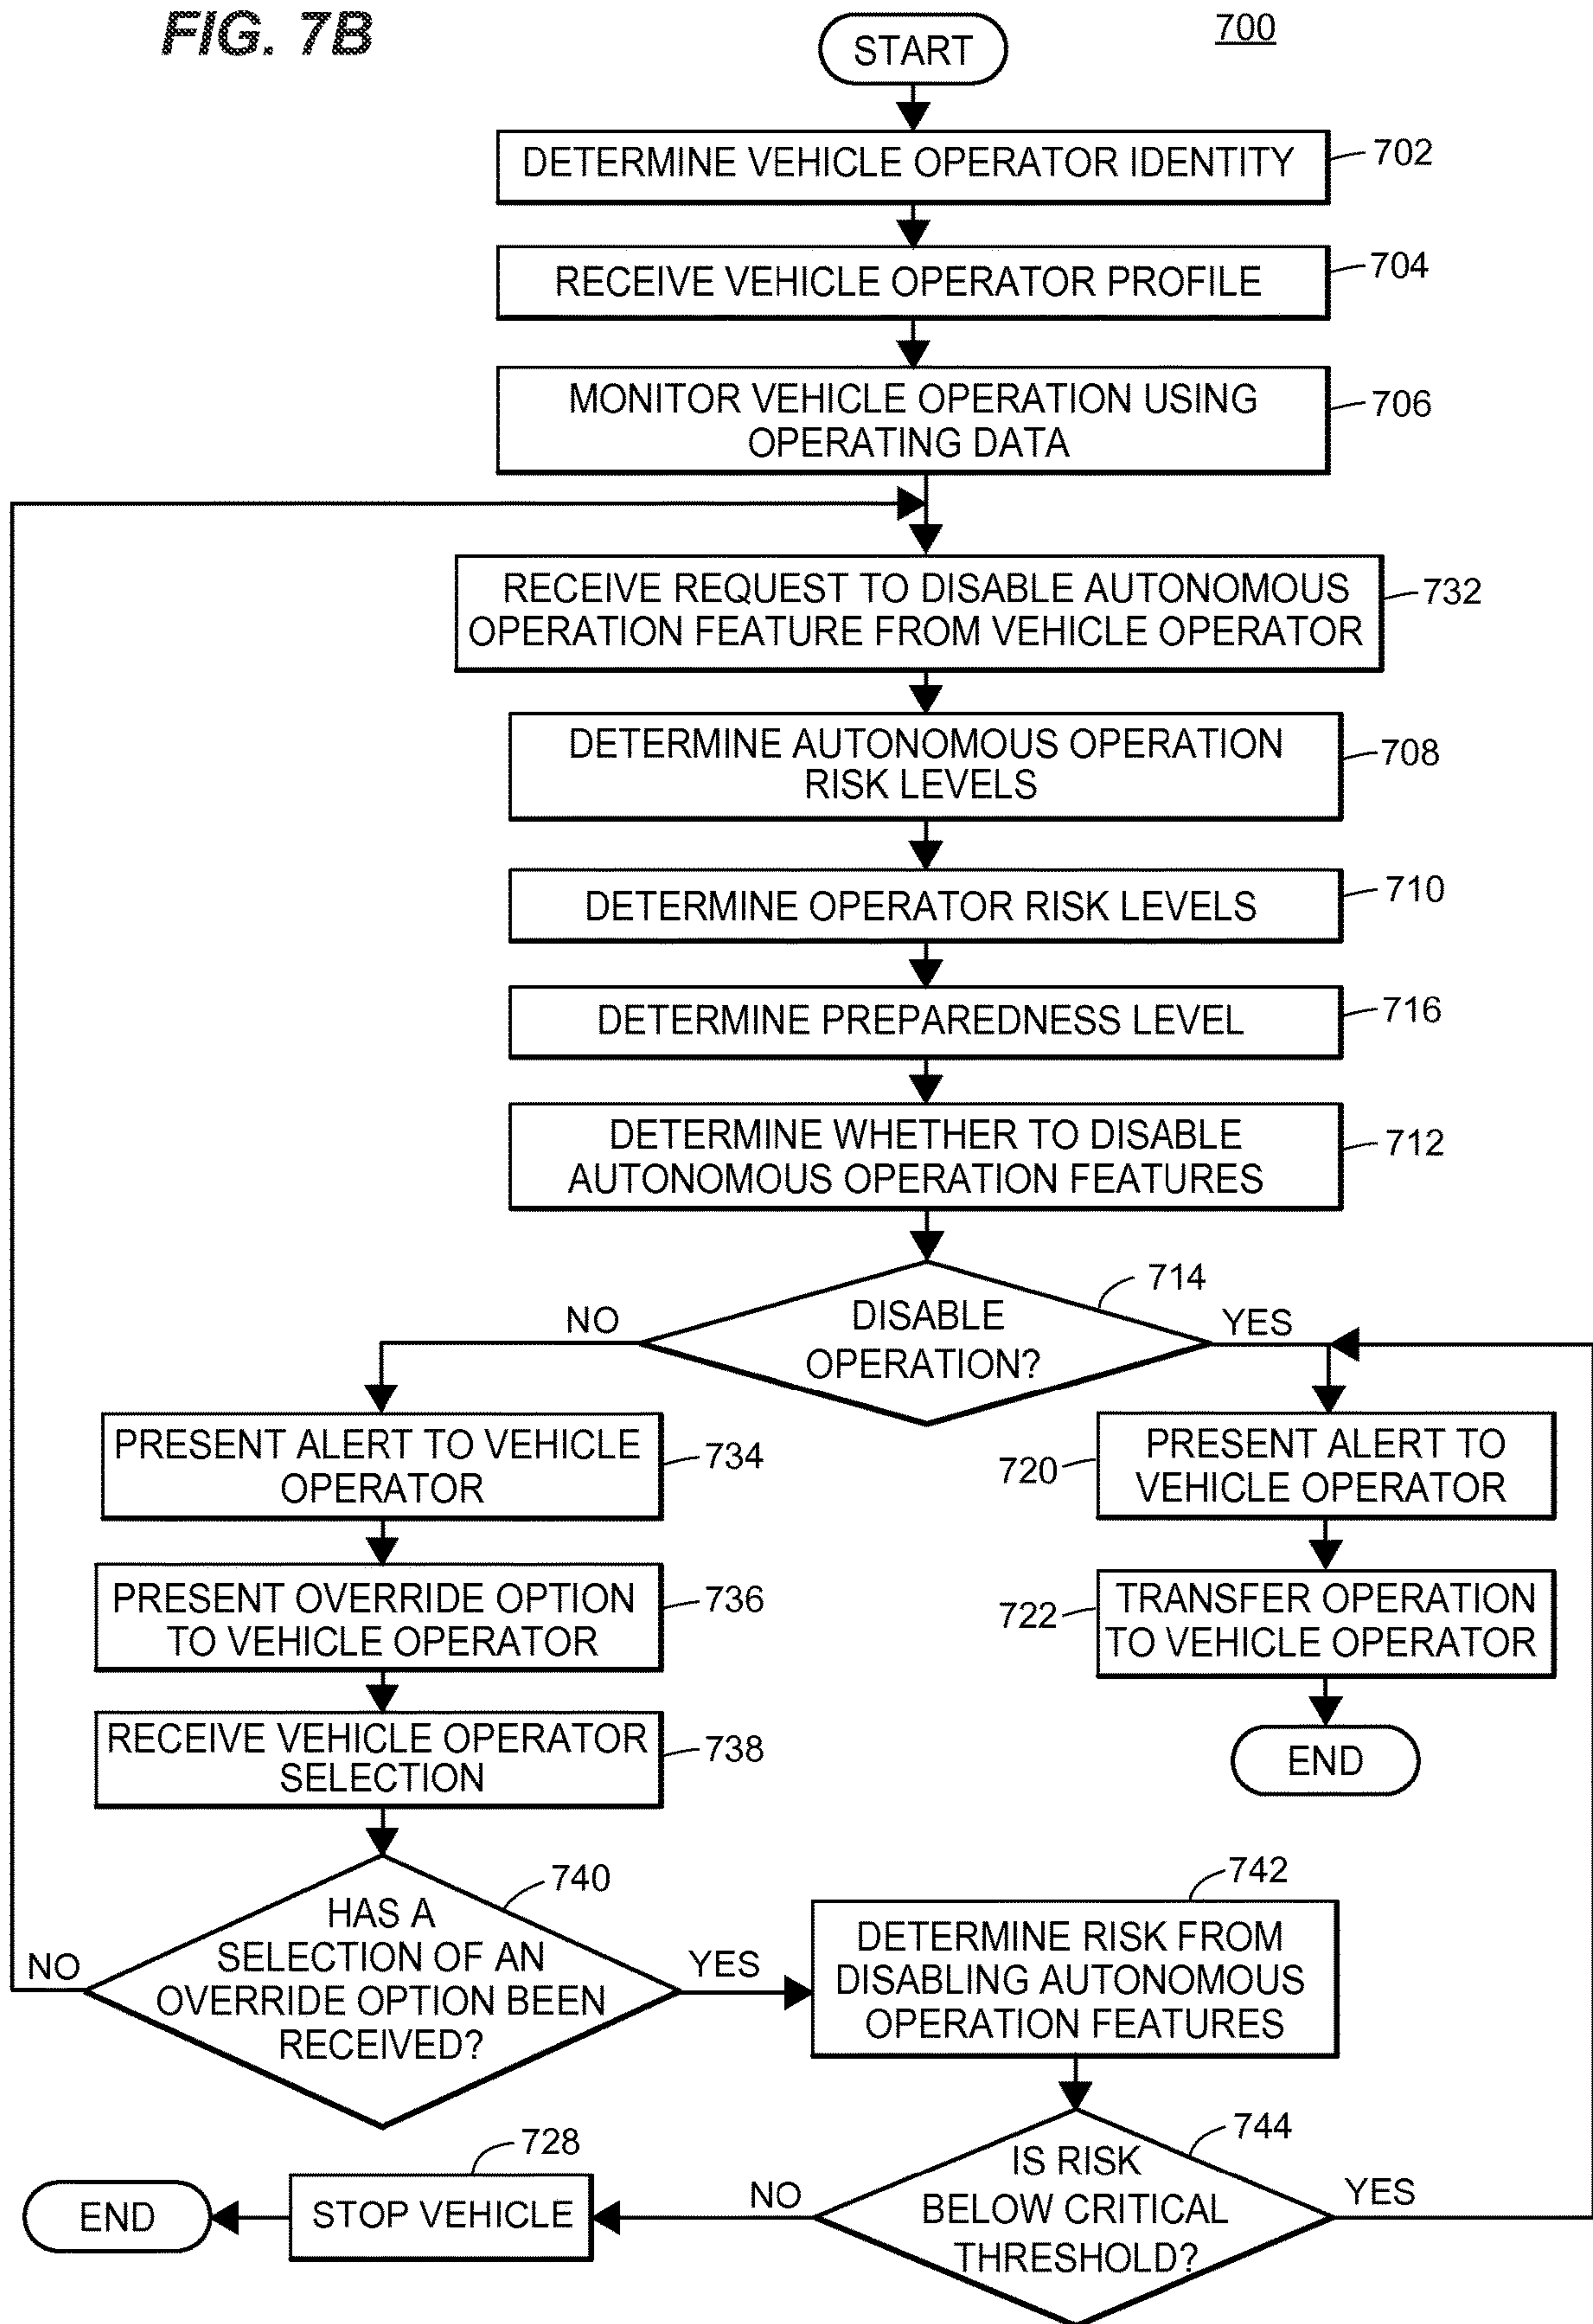 FIG. 7B
700
START
DETERMINE VEHICLE OPERATOR IDENTITY
702
RECEIVE VEHICLE OPERATOR PROFILE
704
MONITOR VEHICLE OPERATION USING
OPERATING DATA
706
RECEIVE REQUEST TO DISABLE AUTONOMOUS
OPERATION FEATURE FROM VEHICLE OPERATOR
732
DETERMINE AUTONOMOUS OPERATION
RISK LEVELS
708
DETERMINE OPERATOR RISK LEVELS
710
DETERMINE PREPAREDNESS LEVEL
716
DETERMINE WHETHER TO DISABLE
AUTONOMOUS OPERATION FEATURES
712
DISABLE
OPERATION?
714
NO
YES
PRESENT ALERT TO VEHICLE
OPERATOR
734
PRESENT ALERT TO
VEHICLE OPERATOR
720
PRESENT OVERRIDE OPTION
TO VEHICLE OPERATOR
736
TRANSFER OPERATION
TO VEHICLE OPERATOR
722
RECEIVE VEHICLE OPERATOR
SELECTION
738
END
HAS A
SELECTION OF AN
OVERRIDE OPTION BEEN
RECEIVED?
740
NO
YES
DETERMINE RISK FROM
DISABLING AUTONOMOUS
OPERATION FEATURES
742
IS RISK
BELOW CRITICAL
THRESHOLD?
744
NO
YES
STOP VEHICLE
728
END